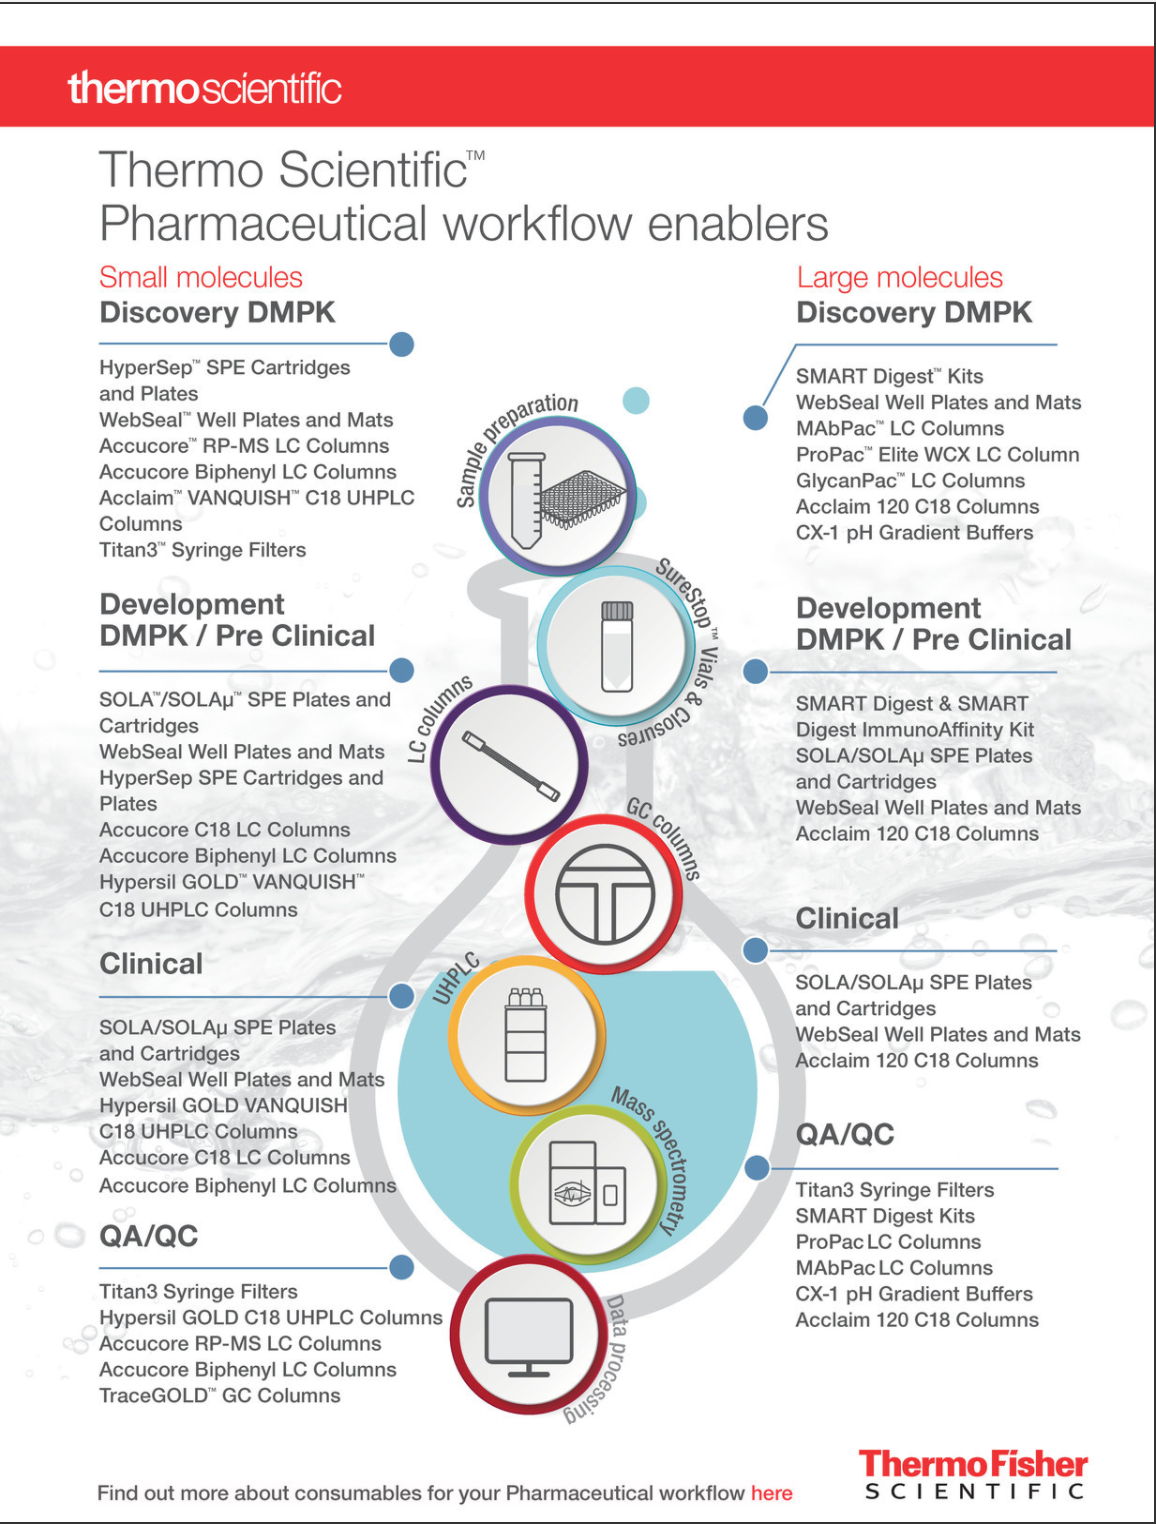 thermoscientific
Thermo Scientific™
Pharmaceutical workflow enablers
Small molecules
Discovery DMPK
HyperSep™ SPE Cartridges
and Plates
WebSeal™ Well Plates and Mats
Accucore™ RP-MS LC Columns
Accucore Biphenyl LC Columns
Acclaim™ VANQUISH™ C18 UHPLC
Columns
Titan3™ Syringe Filters
Development
DMPK / Pre Clinical
SOLA™/SOLAµ™ SPE Plates and
Cartridges
WebSeal Well Plates and Mats
HyperSep SPE Cartridges and
Plates
Accucore C18 LC Columns
Accucore Biphenyl LC Columns
Hypersil GOLD™ VANQUISH™
C18 UHPLC Columns
Clinical
SOLA/SOLAµ SPE Plates
and Cartridges
WebSeal Well Plates and Mats
Hypersil GOLD VANQUISH
C18 UHPLC Columns
Accucore C18 LC Columns
Accucore Biphenyl LC Columns
QA/QC
Titan3 Syringe Filters
Hypersil GOLD C18 UHPLC Columns
Accucore RP-MS LC Columns
Accucore Biphenyl LC Columns
TraceGOLD™ GC Columns
Sample preparation
SureStop™ Vials & Closures
LC columns
GC columns
UHPLC
Mass spectrometry
Data processing
Large molecules
Discovery DMPK
SMART Digest™ Kits
WebSeal Well Plates and Mats
MAbPac™ LC Columns
ProPac™ Elite WCX LC Column
GlycanPac™ LC Columns
Acclaim 120 C18 Columns
CX-1 pH Gradient Buffers
Development
DMPK / Pre Clinical
SMART Digest & SMART
Digest ImmunoAffinity Kit
SOLA/SOLAµ SPE Plates
and Cartridges
WebSeal Well Plates and Mats
Acclaim 120 C18 Columns
Clinical
SOLA/SOLAµ SPE Plates
and Cartridges
WebSeal Well Plates and Mats
Acclaim 120 C18 Columns
QA/QC
Titan3 Syringe Filters
SMART Digest Kits
ProPac LC Columns
MAbPac LC Columns
CX-1 pH Gradient Buffers
Acclaim 120 C18 Columns
Find out more about consumables for your Pharmaceutical workflow here
ThermoFisher
SCIENTIFIC